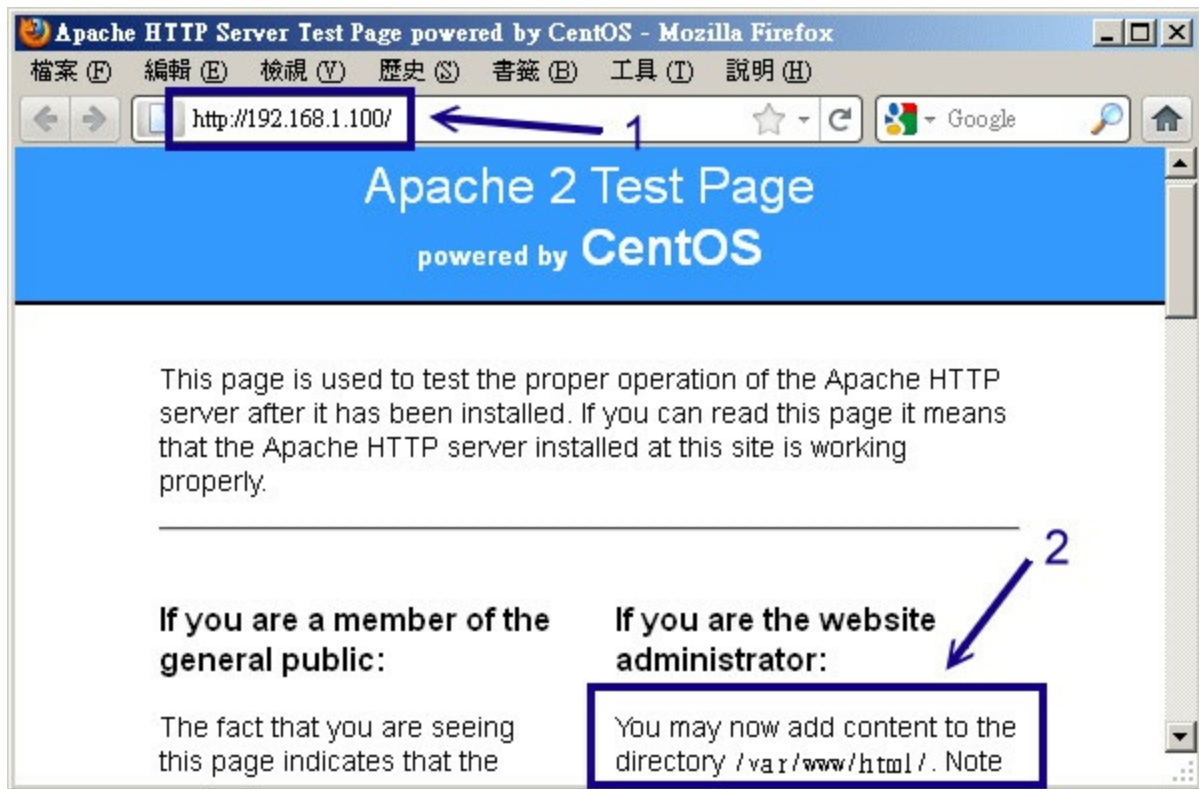 Apache HTTP Server Test Page powered by CentOS - Mozilla Firefox
檔案 (F) 編輯 (E) 檢視 (V) 歷史 (S) 書籤 (B) 工具 (T) 説明 (H)
http://192.168.1.100/ 1 Google
Apache 2 Test Page
powered by CentOS
This page is used to test the proper operation of the Apache HTTP
server after it has been installed. If you can read this page it means
that the Apache HTTP server installed at this site is working
properly.
2
If you are a member of the
general public:
The fact that you are seeing
this page indicates that the
If you are the website
administrator:
You may now add content to the
directory /var/www/html/. Note